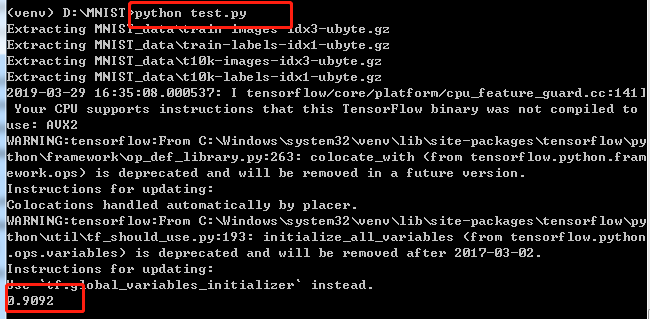 (venv) D:\MNIST>python test.py
Extracting MNIST_data\train-images-idx3-ubyte.gz
Extracting MNIST_data\train-labels-idx1-ubyte.gz
Extracting MNIST_data\t10k-images-idx3-ubyte.gz
Extracting MNIST_data\t10k-labels-idx1-ubyte.gz
2019-03-29 16:35:08.000537: I tensorflow/core/platform/cpu_feature_guard.cc:141]
 Your CPU supports instructions that this TensorFlow binary was not compiled to
use: AVX2
WARNING:tensorflow:From C:\Windows\system32\venv\lib\site-packages\tensorflow\py
thon\framework\op_def_library.py:263: colocate_with (from tensorflow.python.fram
ework.ops) is deprecated and will be removed in a future version.
Instructions for updating:
Colocations handled automatically by placer.
WARNING:tensorflow:From C:\Windows\system32\venv\lib\site-packages\tensorflow\py
thon\util\tf_should_use.py:193: initialize_all_variables (from tensorflow.python
.ops.variables) is deprecated and will be removed after 2017-03-02.
Instructions for updating:
Use `tf.global_variables_initializer` instead.
0.9092